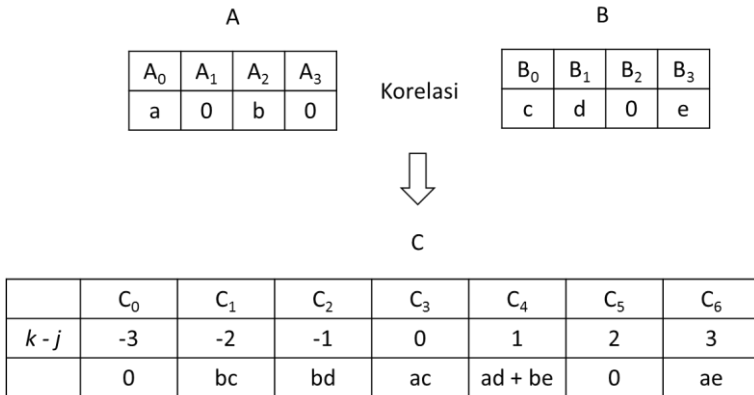 A B
A₀ A₁ A₂ A₃
a 0 b 0
Korelasi
B₀ B₁ B₂ B₃
c d 0 e
C
C₀ C₁ C₂ C₃ C₄ C₅ C₆
k - j -3 -2 -1 0 1 2 3
0 bc bd ac ad + be 0 ae